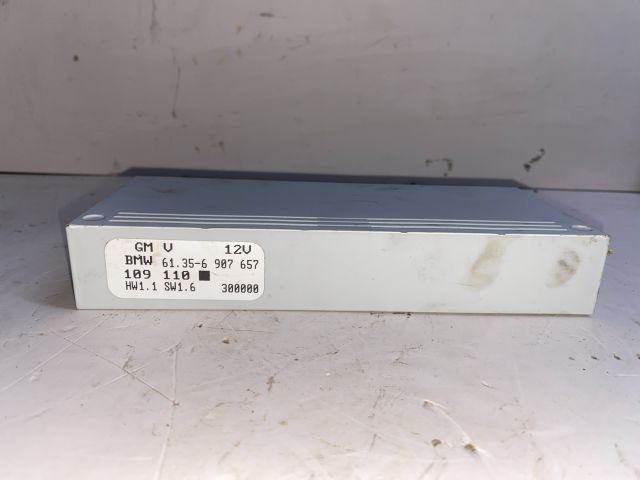 GM V 12V
BMW 61.35-6 907 657
109 110
HW1.1 SW1.6 300000